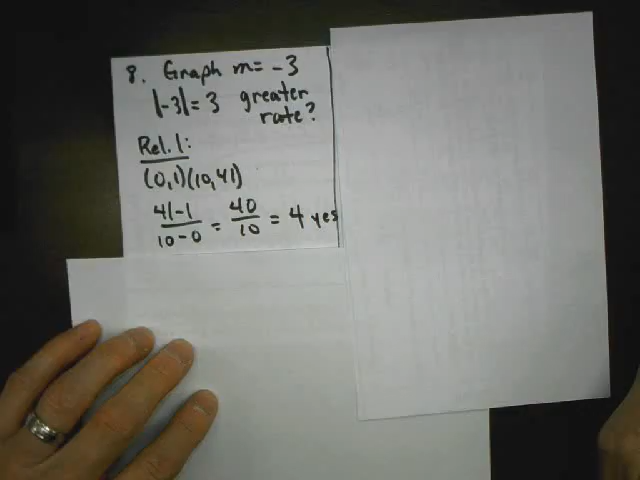 8. Graph m= -3
|-3| = 3 greater
rate?
Rel. 1:
(0,1)(10,41)
41-1/10-0 = 40/10 = 4 yes